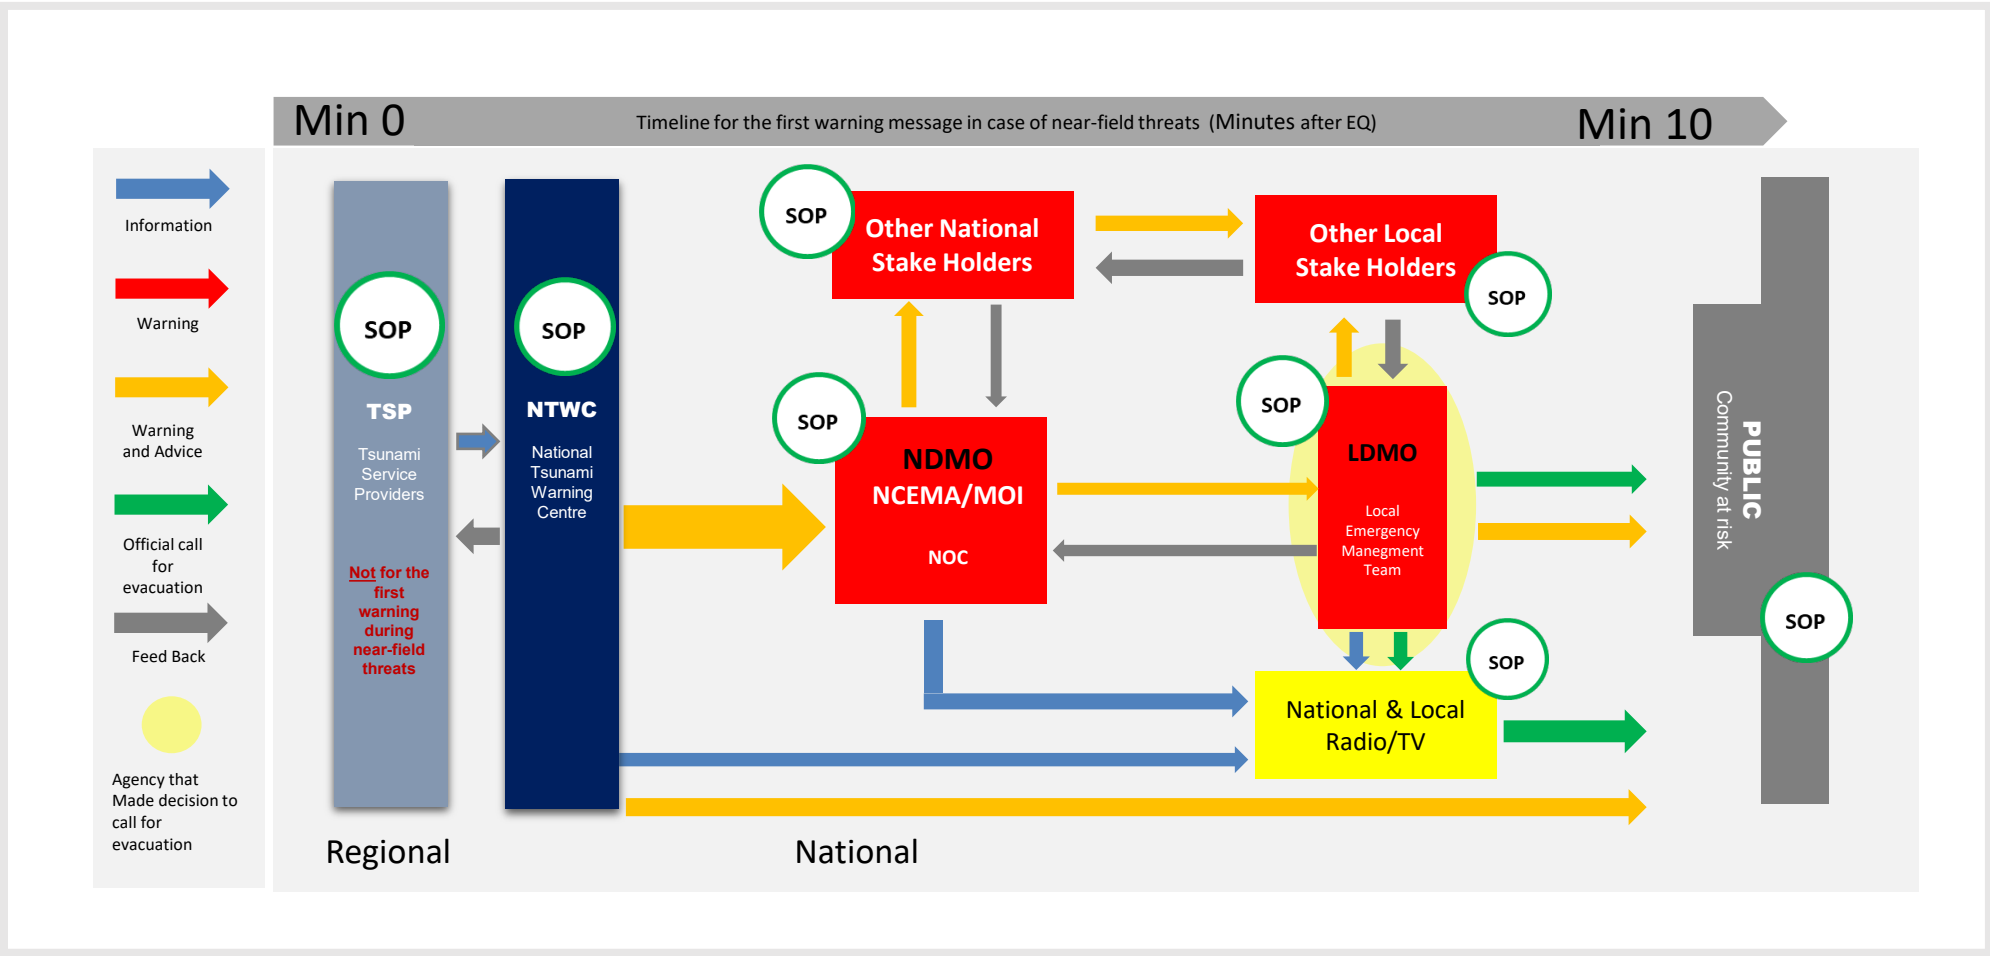 Min 0
Timeline for the first warning message in case of near-field threats (Minutes after EQ)
Min 10
Information
Warning
Warning
and Advice
Official call
for
evacuation
Feed Back
Agency that
Made decision to
call for
evacuation
SOP
TSP
Tsunami
Service
Providers
Not for the
first
warning
during
near-field
threats
Regional
SOP
NTWC
National
Tsunami
Warning
Centre
SOP
Other National
Stake Holders
SOP
NDMO
NCEMA/MOI
NOC
National
Other Local
Stake Holders
SOP
SOP
LDMO
Local
Emergency
Manegment
Team
SOP
National & Local
Radio/TV
PUBLIC
Community at risk
SOP